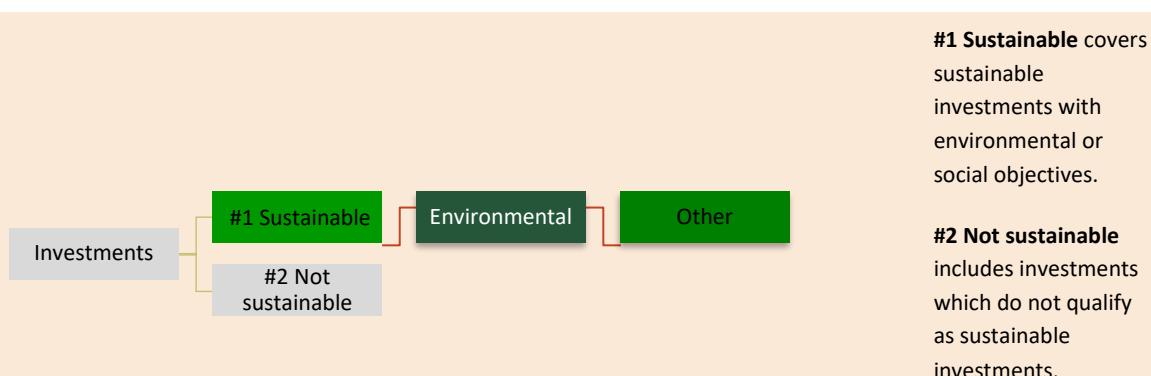 Investments
#1 Sustainable
#2 Not
sustainable
Environmental
Other
#1 Sustainable covers
sustainable
investments with
environmental or
social objectives.
#2 Not sustainable
includes investments
which do not qualify
as sustainable
investments.